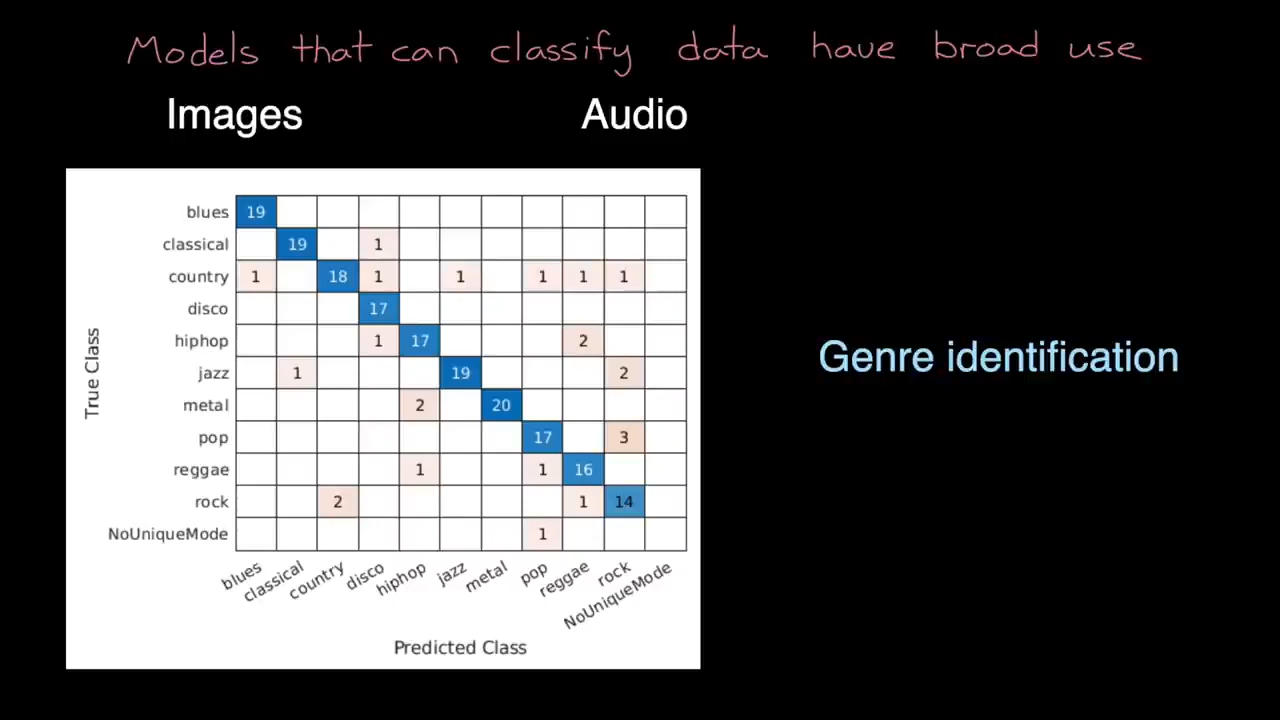 Models that can classify data have broad use
Images Audio
blues 19
classical 19 1
country 1 18 1 1 1 1 1
disco 17
hiphop 1 17 2
jazz 1 19 2
metal 2 20
pop 17 3
reggae 1 1 16
rock 2 1 14
NoUniqueMode 1
True Class
blues classical country disco hiphop jazz metal pop reggae rock NoUniqueMode
Predicted Class
Genre identification